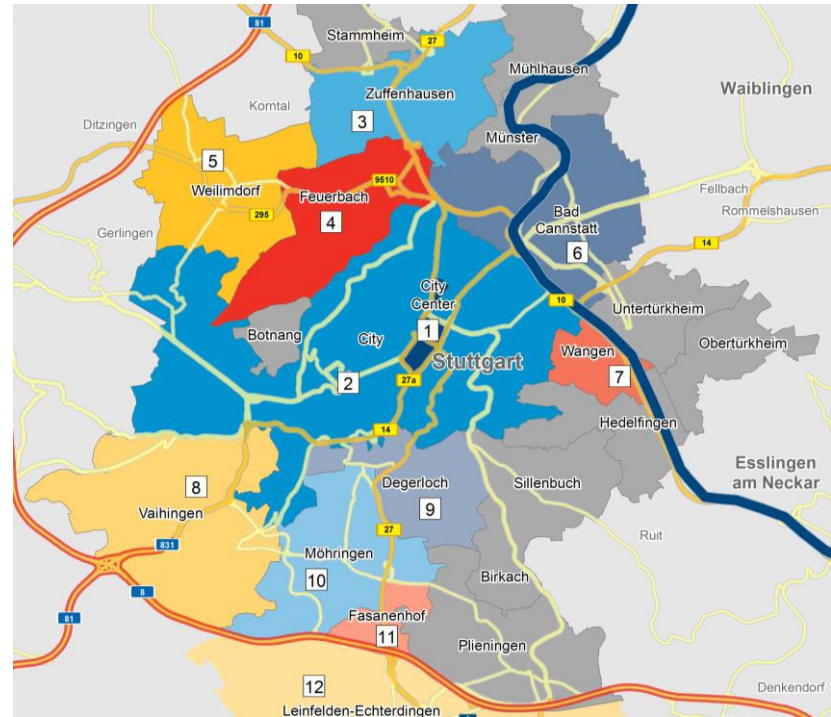 81
27
Stammheim
10
Mühlhausen
Zuffenhausen
Waiblingen
Korntal
3
Ditzingen
Münster
5
Weilimdorf
9510
Feuerbach
Fellbach
295
4
Bad
Cannstatt
Rommelshausen
Gerlingen
6
14
City
Center
10
Untertürkheim
Botnang
City
1
Wangen
Obertürkheim
Stuttgart
2
27a
7
Hedelfingen
14
Esslingen
am Neckar
8
Degerloch
Sillenbuch
Vaihingen
9
27
Ruit
831
Möhringen
10
Birkach
8
Fasanenhof
81
11
Plieningen
12
Denkendorf
Leinfelden-Echterdingen